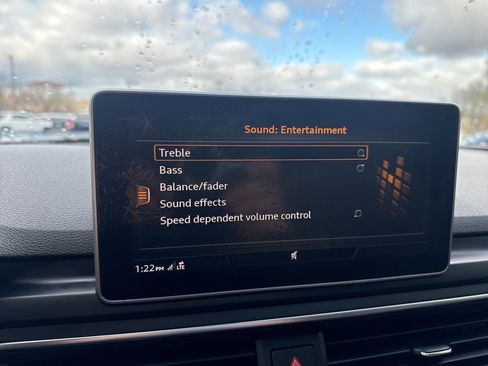 Sound: Entertainment
Treble
Bass
Balance/fader
Sound effects
Speed dependent volume control
1:22PM LTE